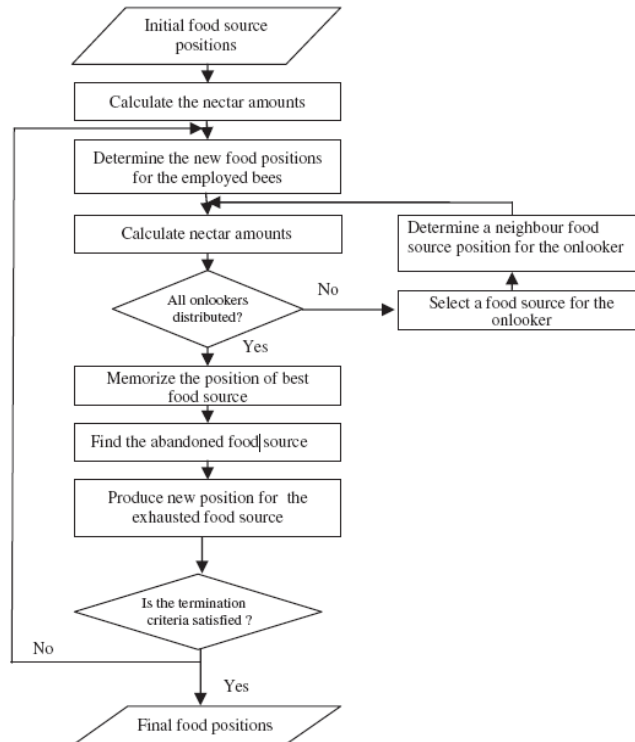 Initial food source
positions
Calculate the nectar amounts
Determine the new food positions
for the employed bees
Calculate nectar amounts
Determine a neighbour food
source position for the onlooker
All onlookers
distributed?
No
Select a food source for the
onlooker
Yes
Memorize the position of best
food source
Find the abandoned food source
Produce new position for the
exhausted food source
Is the termination
criteria satisfied ?
No
Yes
Final food positions